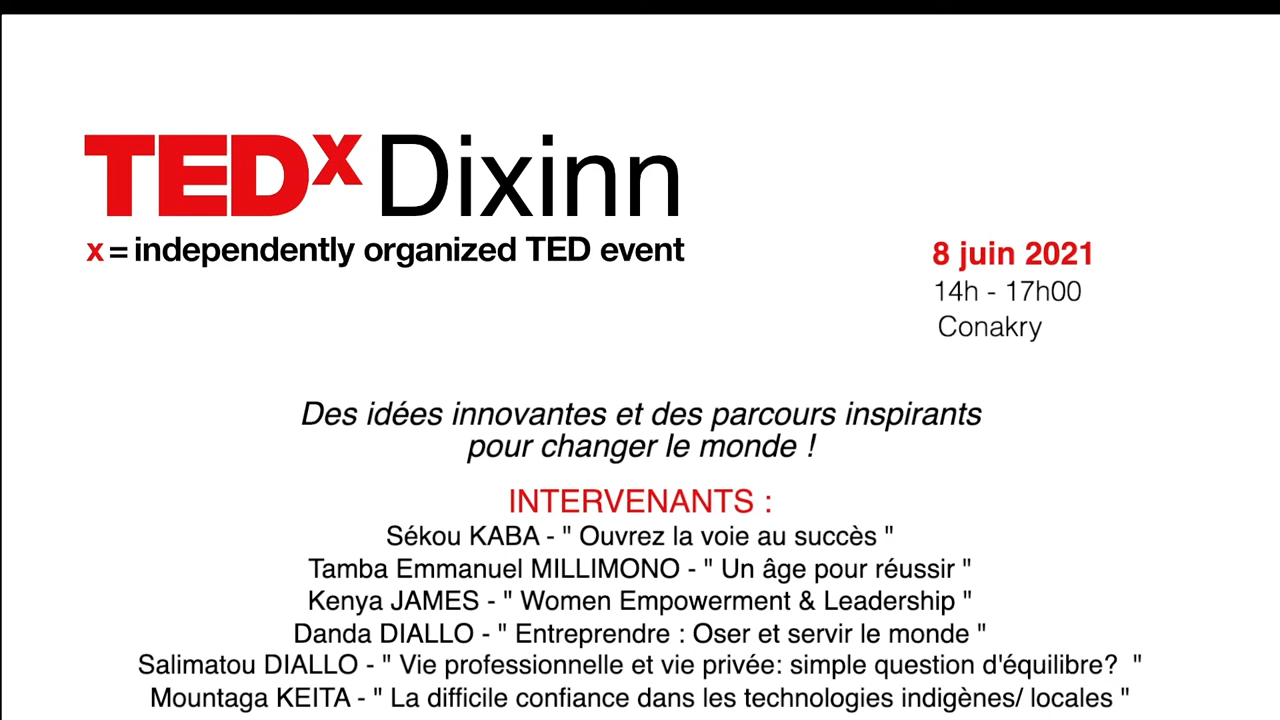 TEDx Dixinn
x = independently organized TED event
8 juin 2021
14h - 17h00
Conakry
Des idées innovantes et des parcours inspirants
pour changer le monde !
INTERVENANTS :
Sékou KABA - " Ouvrez la voie au succès "
Tamba Emmanuel MILLIMONO - " Un âge pour réussir "
Kenya JAMES - " Women Empowerment & Leadership "
Danda DIALLO - " Entreprendre : Oser et servir le monde "
Salimatou DIALLO - " Vie professionnelle et vie privée: simple question d'équilibre?  "
Mountaga KEITA - " La difficile confiance dans les technologies indigènes/ locales "